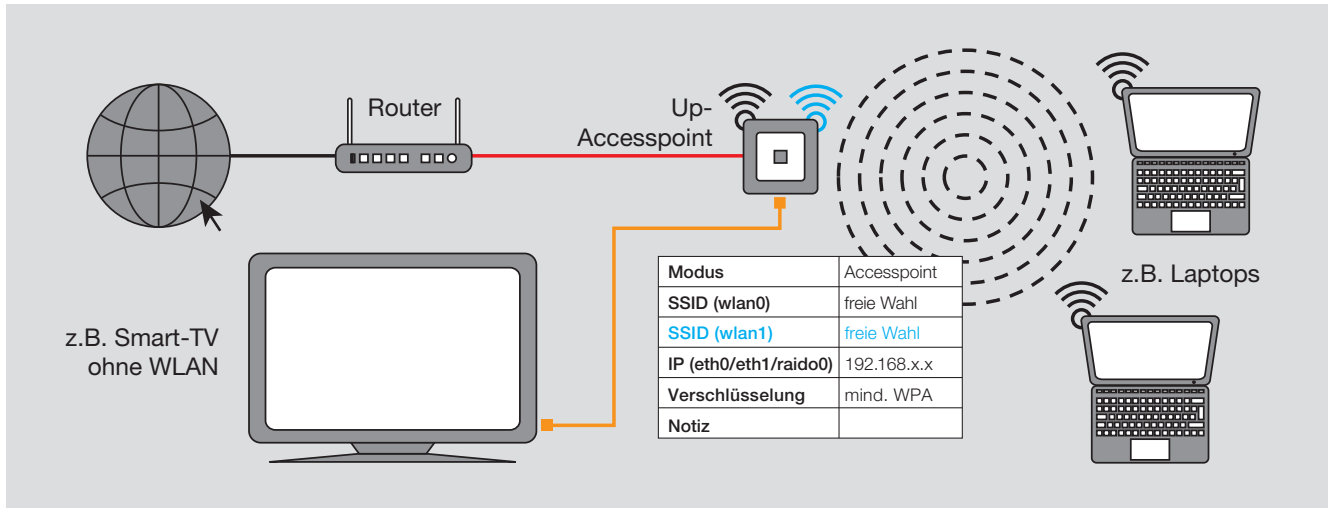 Router
Up-
Accesspoint
Modus Accesspoint
SSID (wlan0) freie Wahl
SSID (wlan1) freie Wahl
IP (eth0/eth1/raido0) 192.168.x.x
Verschlüsselung mind. WPA
Notiz
z.B. Laptops
z.B. Smart-TV
ohne WLAN